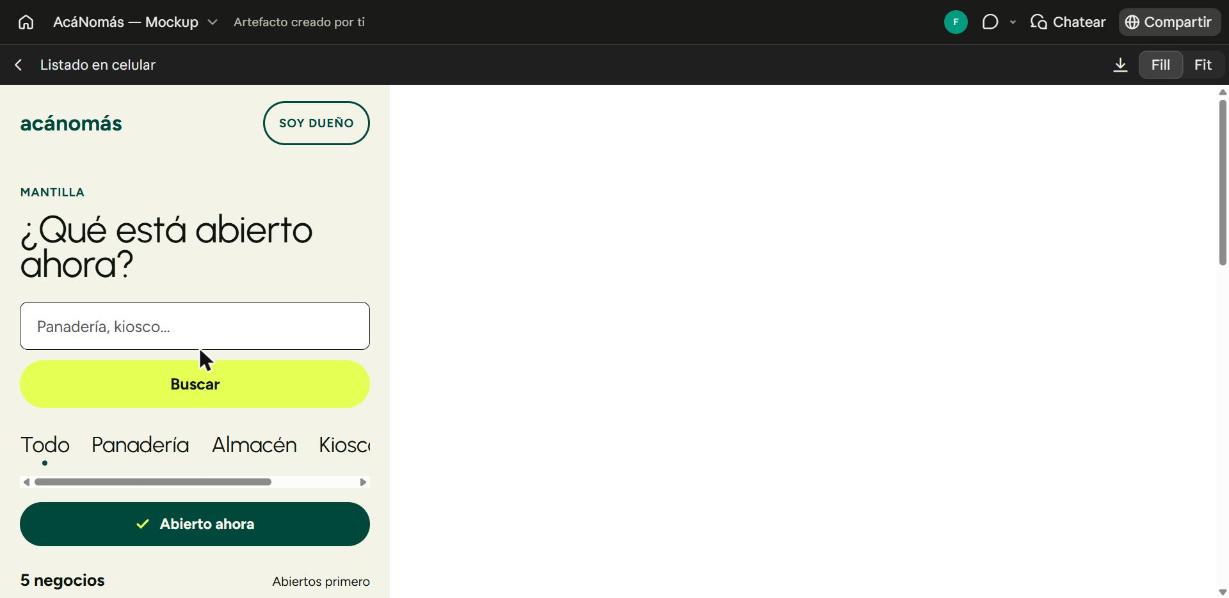 AcáNomás — Mockup
Artefacto creado por ti
F
Chatear
Compartir
Listado en celular
Fill
Fit
acánomás
SOY DUEÑO
MANTILLA
¿Qué está abierto
ahora?
Panadería, kiosco...
Buscar
Todo Panadería Almacén Kiosco
Abierto ahora
5 negocios
Abiertos primero